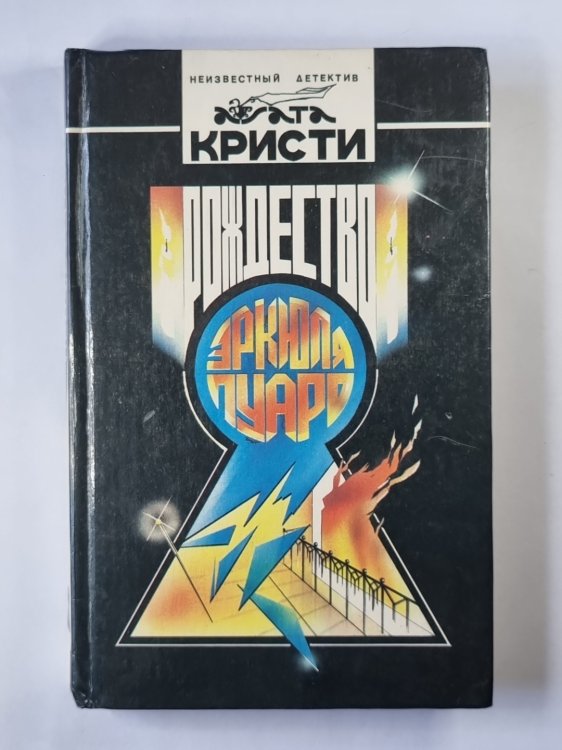 НЕИЗВЕСТНЫЙ ДЕТЕКТИВ
АГАТА
КРИСТИ
РОЖДЕСТВО
ЭРКЮЛЯ
ПУАРО